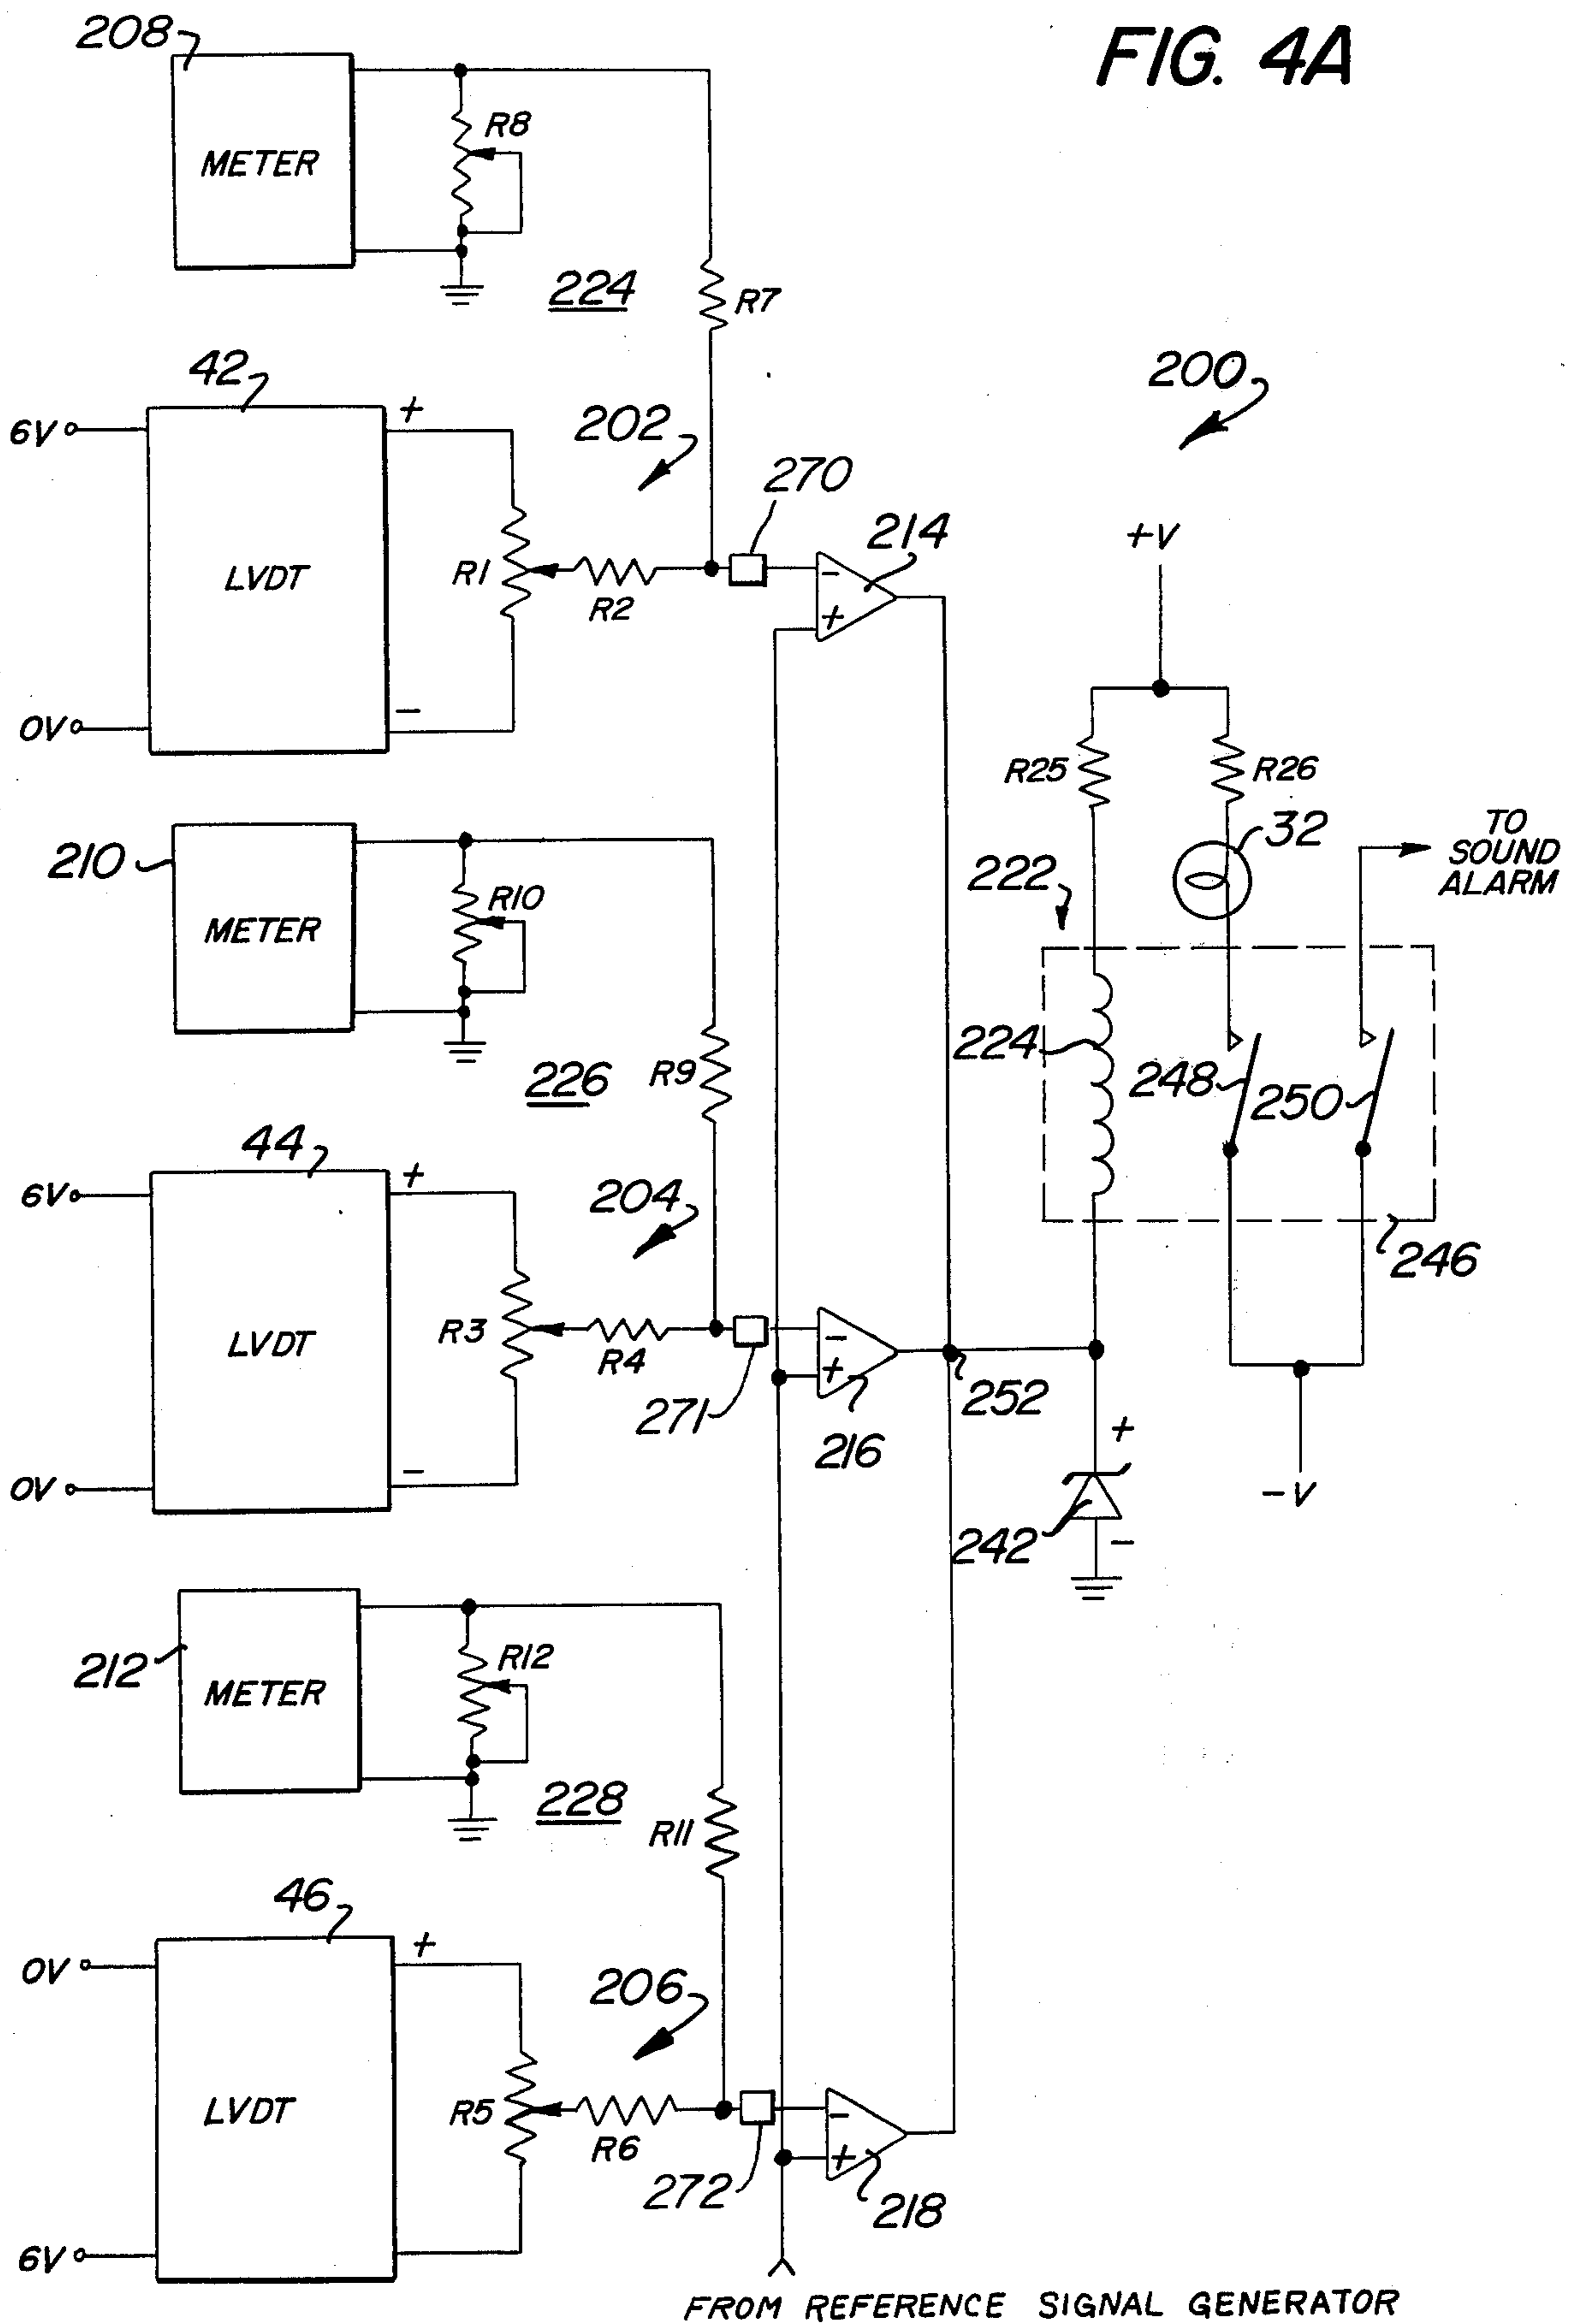 FIG. 4A
208
METER
R8
224
R7
42
200
6V
+
202
270
214
+V
LVDT
R1
R2
-
+
0V
-
R25
R26
210
METER
R10
32
TO
SOUND
ALARM
222
226
R9
224
248
250
44
6V
+
204
246
LVDT
R3
R4
-
+
271
216
252
+
0V
-
-V
242
-
212
METER
R12
228
R11
46
0V
+
206
LVDT
R5
R6
-
+
272
218
6V
FROM REFERENCE SIGNAL GENERATOR